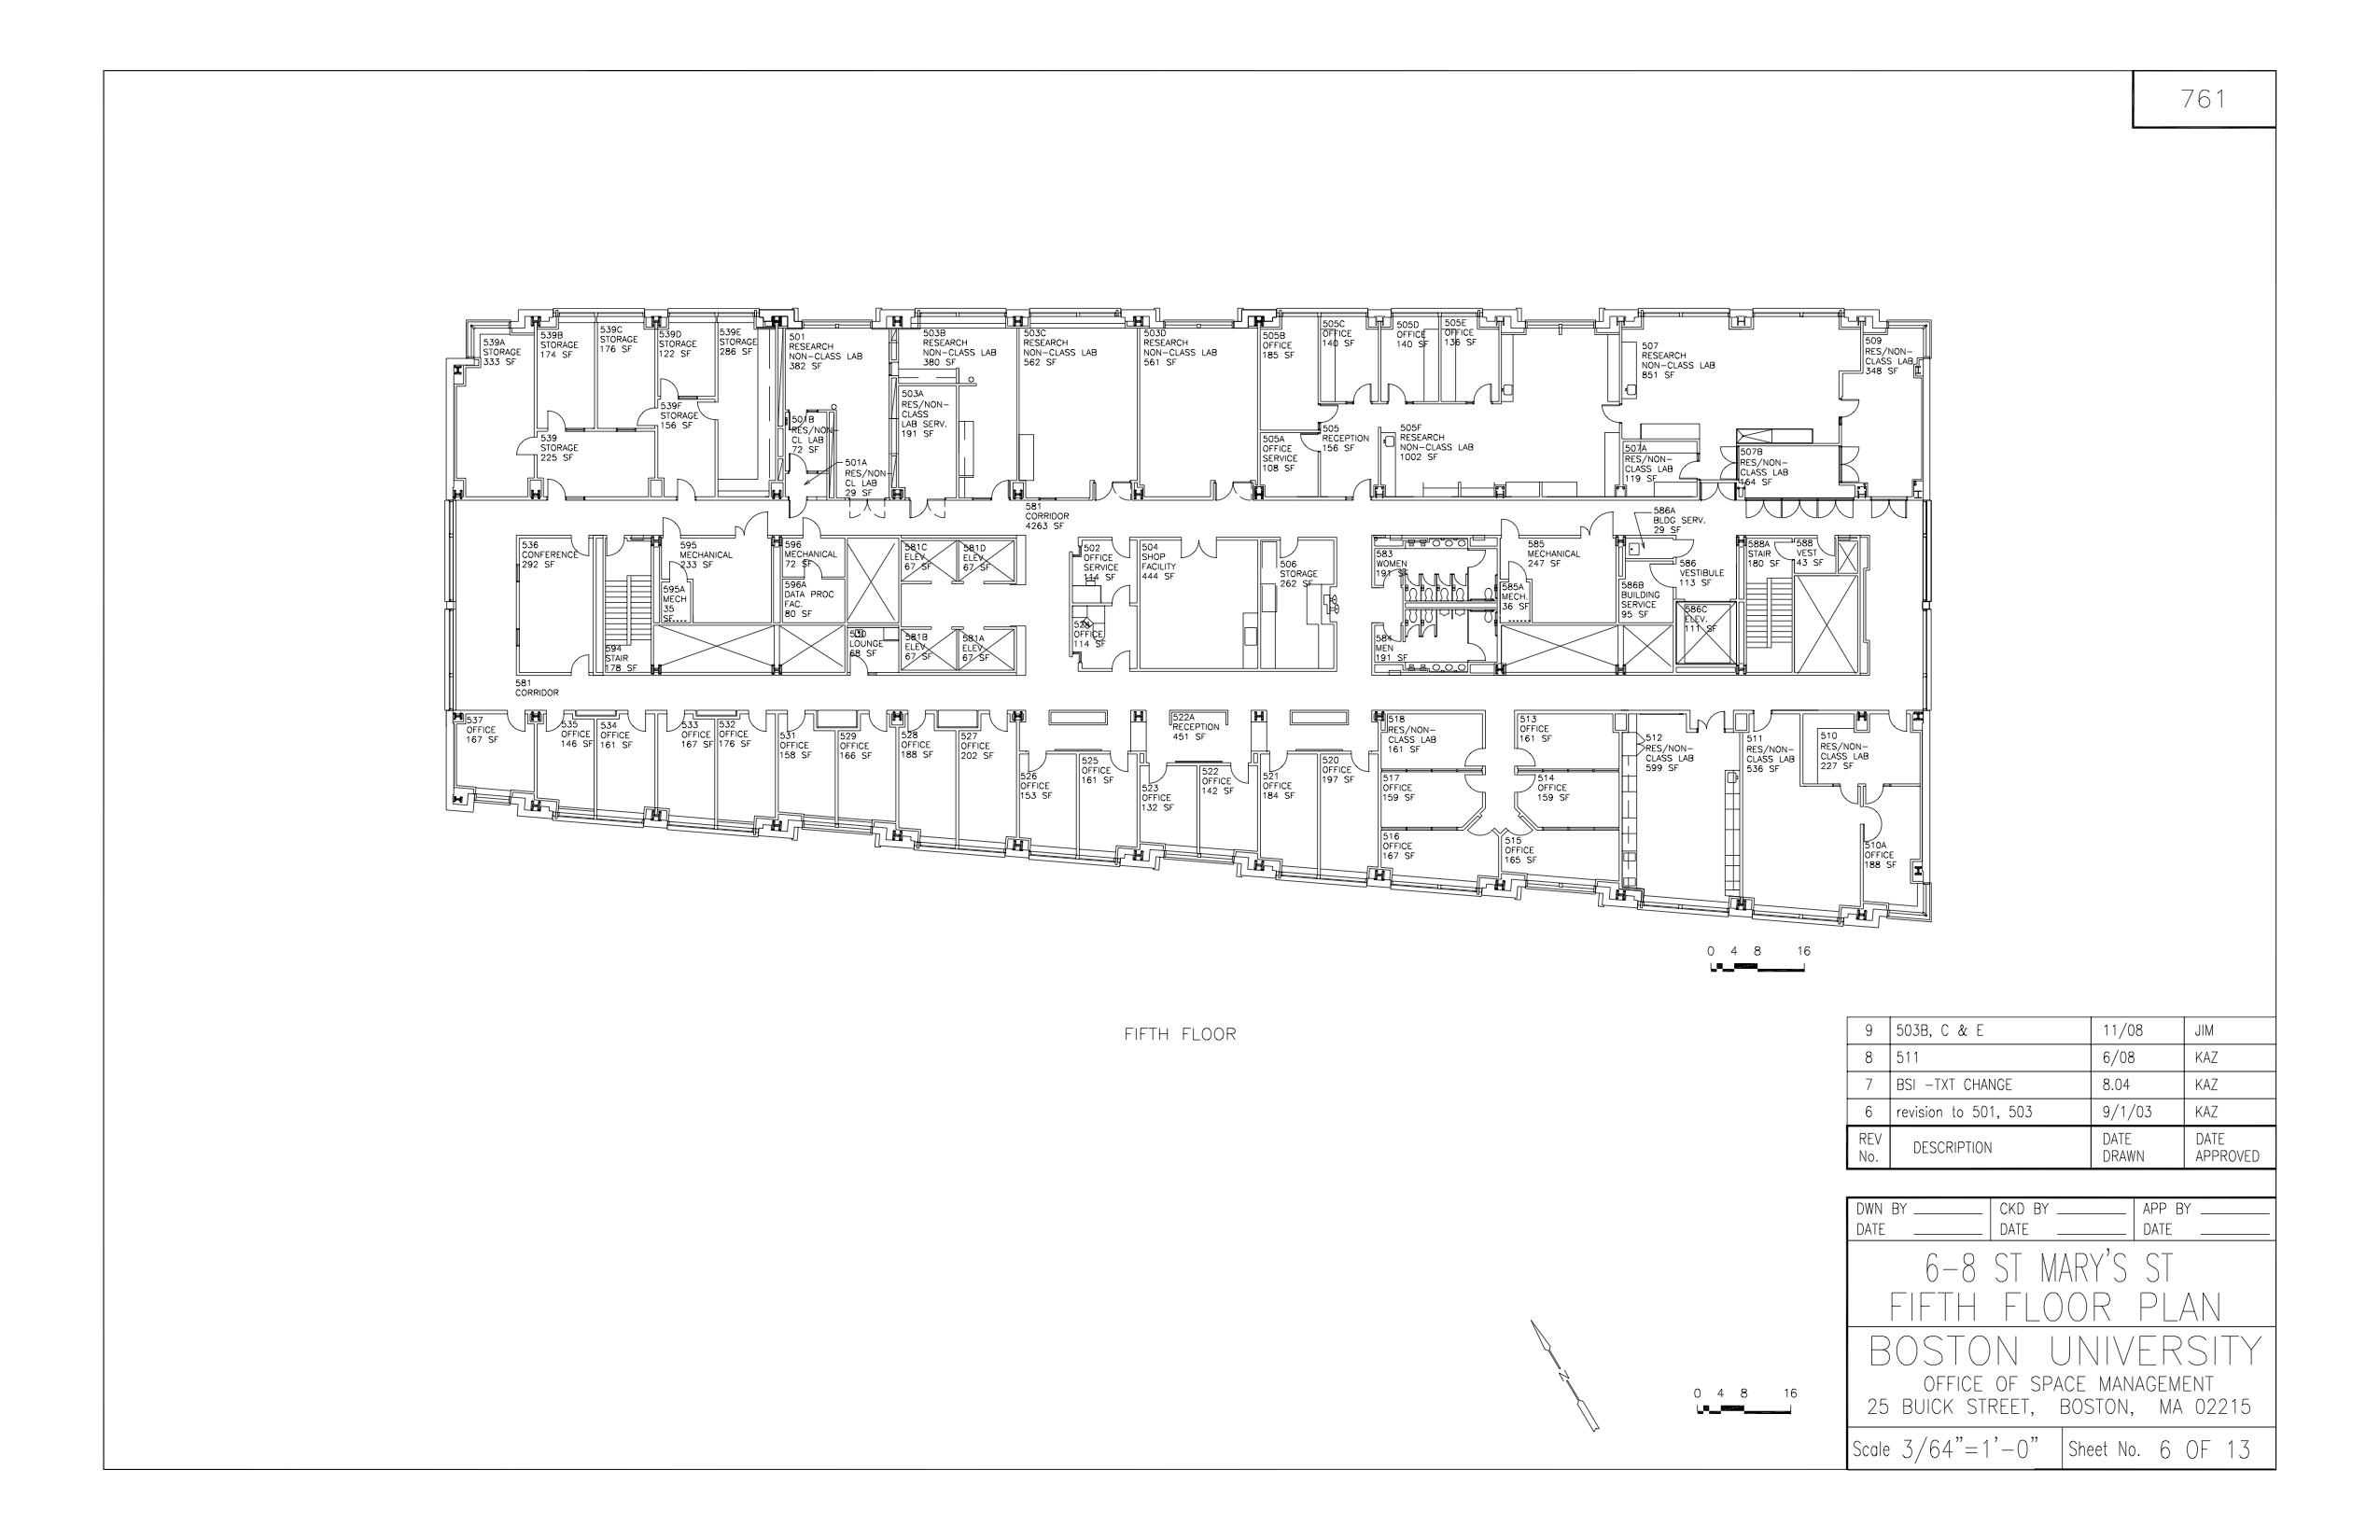 761
539A
STORAGE
333 SF
539B
STORAGE
174 SF
539C
STORAGE
176 SF
539D
STORAGE
122 SF
539E
STORAGE
286 SF
539F
STORAGE
156 SF
539
STORAGE
225 SF
501
RESEARCH
NON-CLASS LAB
382 SF
501B
RES/NON-
CL LAB
72 SF
501A
RES/NON-
CL LAB
29 SF
503B
RESEARCH
NON-CLASS LAB
380 SF
503A
RES/NON-
CLASS
LAB SERV.
191 SF
503C
RESEARCH
NON-CLASS LAB
562 SF
503D
RESEARCH
NON-CLASS LAB
561 SF
505B
OFFICE
185 SF
505C
OFFICE
140 SF
505D
OFFICE
140 SF
505E
OFFICE
136 SF
505A
OFFICE
SERVICE
108 SF
505
RECEPTION
156 SF
505F
RESEARCH
NON-CLASS LAB
1002 SF
507
RESEARCH
NON-CLASS LAB
851 SF
507A
RES/NON-
CLASS LAB
119 SF
507B
RES/NON-
CLASS LAB
164 SF
509
RES/NON-
CLASS LAB
348 SF
581
CORRIDOR
4263 SF
536
CONFERENCE
292 SF
594
STAIR
178 SF
595
MECHANICAL
233 SF
595A
MECH
35
SF
596
MECHANICAL
72 SF
596A
DATA PROC
FAC.
80 SF
LOUNGE
68 SF
581C
ELEV.
67 SF
581D
ELEV.
67 SF
581B
ELEV.
67 SF
581A
ELEV.
67 SF
502
OFFICE
SERVICE
114 SF
OFFICE
114 SF
504
SHOP
FACILITY
444 SF
506
STORAGE
262 SF
583
WOMEN
191 SF
584
MEN
191 SF
585
MECHANICAL
247 SF
585A
MECH.
36 SF
586A
BLDG SERV.
29 SF
586
VESTIBULE
113 SF
586B
BUILDING
SERVICE
95 SF
586C
ELEV.
111 SF
588A
STAIR
180 SF
588
VEST
43 SF
581
CORRIDOR
537
OFFICE
167 SF
535
OFFICE
146 SF
534
OFFICE
161 SF
533
OFFICE
167 SF
532
OFFICE
176 SF
531
OFFICE
158 SF
529
OFFICE
166 SF
528
OFFICE
188 SF
527
OFFICE
202 SF
526
OFFICE
153 SF
525
OFFICE
161 SF
522A
RECEPTION
451 SF
523
OFFICE
132 SF
522
OFFICE
142 SF
521
OFFICE
184 SF
520
OFFICE
197 SF
518
RES/NON-
CLASS LAB
161 SF
517
OFFICE
159 SF
516
OFFICE
167 SF
513
OFFICE
161 SF
514
OFFICE
159 SF
515
OFFICE
165 SF
512
RES/NON-
CLASS LAB
599 SF
511
RES/NON-
CLASS LAB
536 SF
510
RES/NON-
CLASS LAB
227 SF
510A
OFFICE
188 SF
0 4 8 16
FIFTH FLOOR
9 503B, C & E 11/08 JIM
8 511 6/08 KAZ
7 BSI -TXT CHANGE 8.04 KAZ
6 revision to 501, 503 9/1/03 KAZ
REV No. DESCRIPTION DATE DRAWN DATE APPROVED
DWN BY CKD BY APP BY
DATE DATE DATE
6-8 ST MARY'S ST
FIFTH FLOOR PLAN
BOSTON UNIVERSITY
OFFICE OF SPACE MANAGEMENT
25 BUICK STREET, BOSTON, MA 02215
Scale 3/64"=1'-0" Sheet No. 6 OF 13
N
0 4 8 16